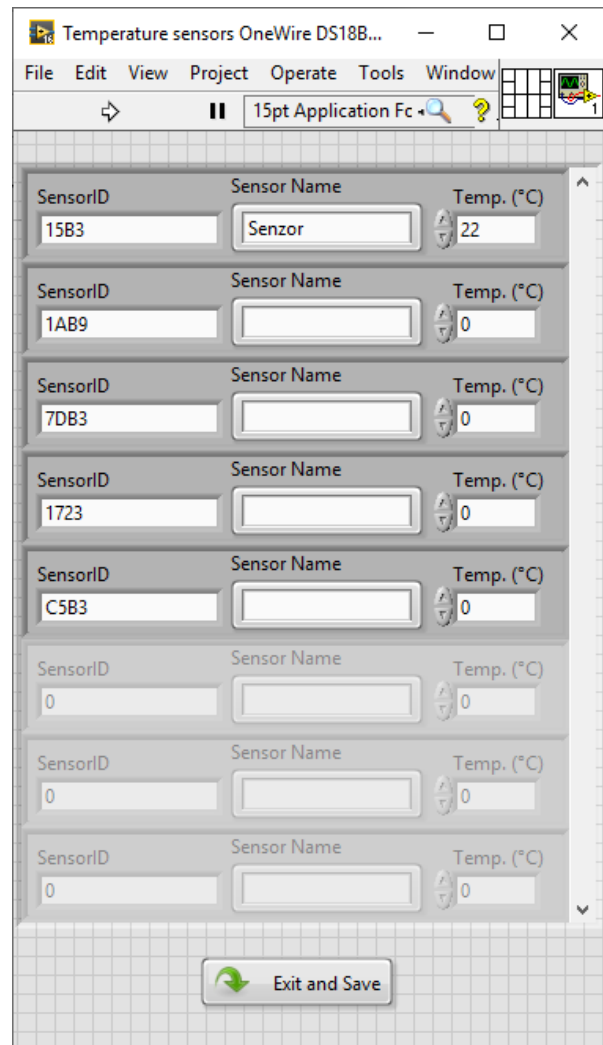 Temperature sensors OneWire DS18B...
File Edit View Project Operate Tools Window
15pt Application Fo
1
SensorID Sensor Name Temp. (°C)
15B3 Senzor 22
SensorID Sensor Name Temp. (°C)
1AB9 0
SensorID Sensor Name Temp. (°C)
7DB3 0
SensorID Sensor Name Temp. (°C)
1723 0
SensorID Sensor Name Temp. (°C)
C5B3 0
SensorID Sensor Name Temp. (°C)
0 0
SensorID Sensor Name Temp. (°C)
0 0
SensorID Sensor Name Temp. (°C)
0 0
Exit and Save